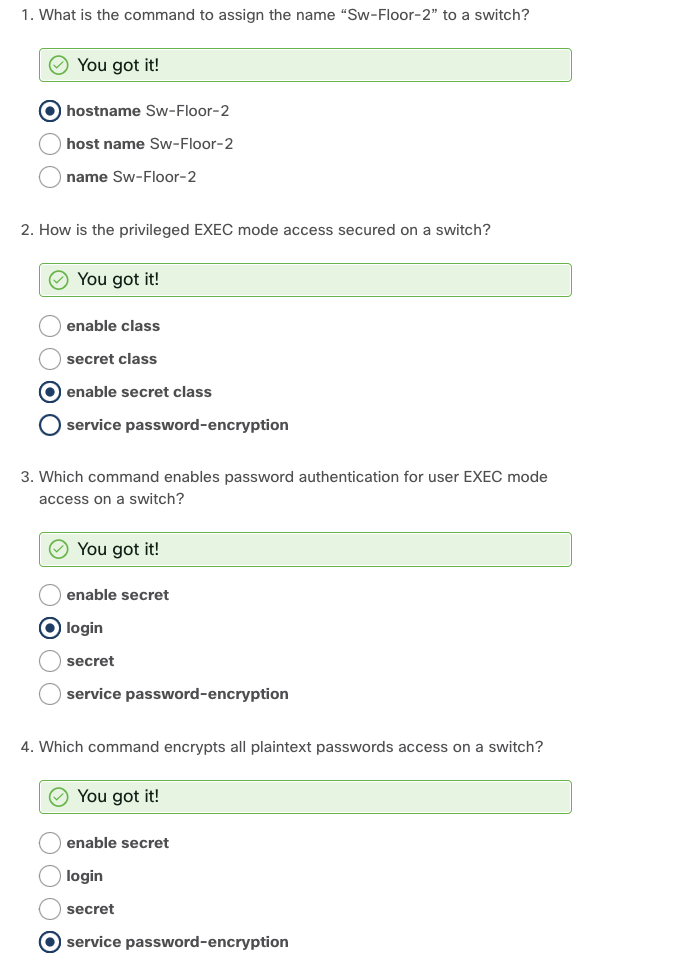 1. What is the command to assign the name “Sw-Floor-2” to a switch?
You got it!
hostname Sw-Floor-2
host name Sw-Floor-2
name Sw-Floor-2
2. How is the privileged EXEC mode access secured on a switch?
You got it!
enable class
secret class
enable secret class
service password-encryption
3. Which command enables password authentication for user EXEC mode
access on a switch?
You got it!
enable secret
login
secret
service password-encryption
4. Which command encrypts all plaintext passwords access on a switch?
You got it!
enable secret
login
secret
service password-encryption